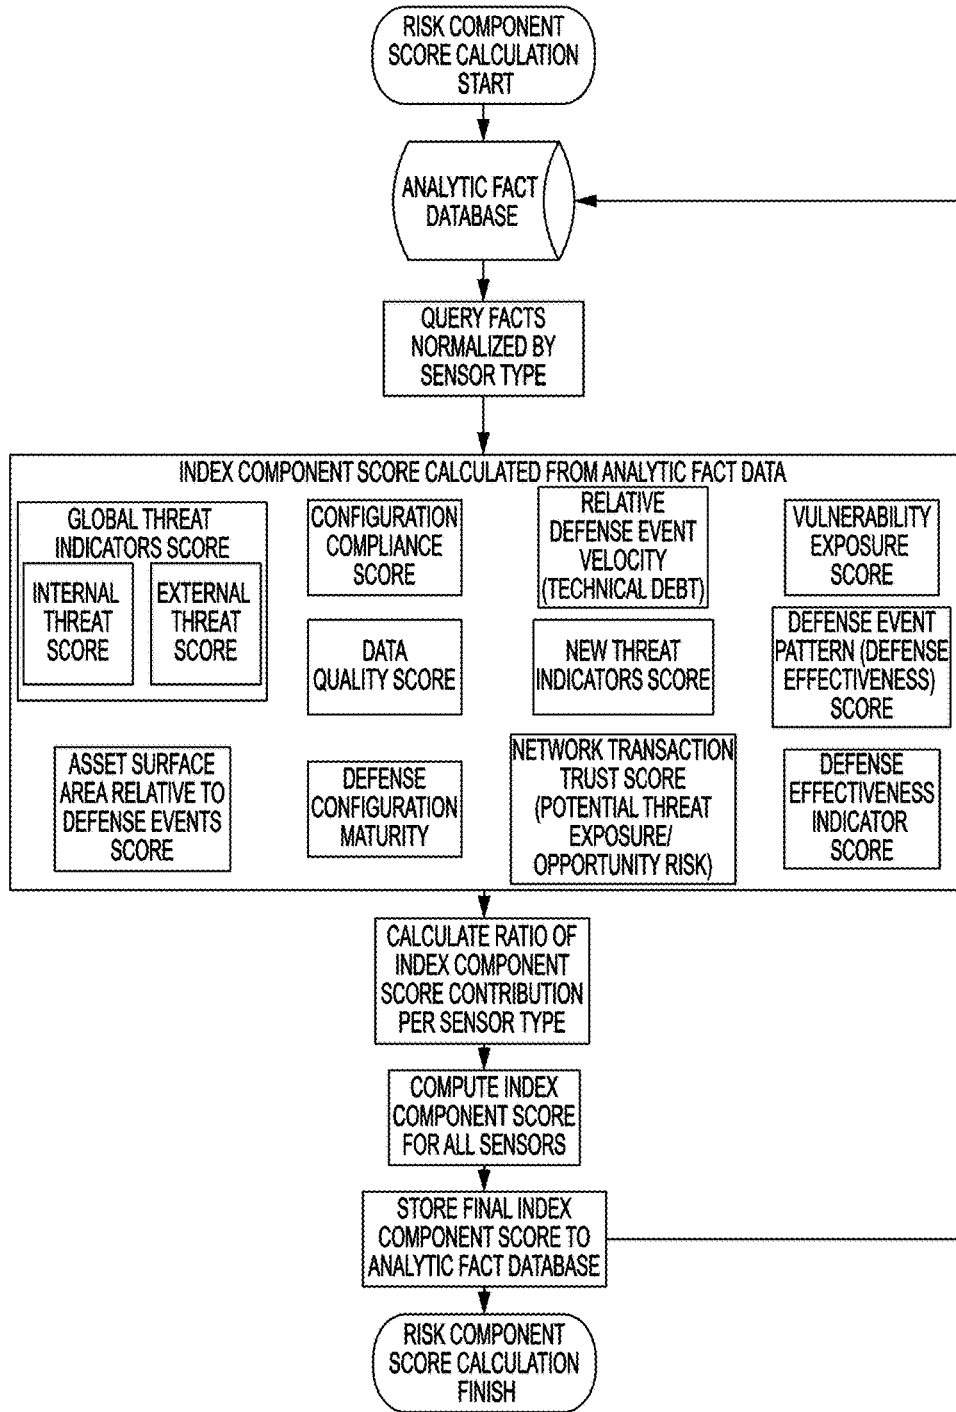 RISK COMPONENT
SCORE CALCULATION
START
ANALYTIC FACT
DATABASE
QUERY FACTS
NORMALIZED BY
SENSOR TYPE
INDEX COMPONENT SCORE CALCULATED FROM ANALYTIC FACT DATA
GLOBAL THREAT
INDICATORS SCORE
INTERNAL
THREAT
SCORE
EXTERNAL
THREAT
SCORE
CONFIGURATION
COMPLIANCE
SCORE
RELATIVE
DEFENSE EVENT
VELOCITY
(TECHNICAL DEBT)
VULNERABILITY
EXPOSURE
SCORE
DATA
QUALITY SCORE
NEW THREAT
INDICATORS SCORE
DEFENSE EVENT
PATTERN (DEFENSE
EFFECTIVENESS)
SCORE
ASSET SURFACE
AREA RELATIVE TO
DEFENSE EVENTS
SCORE
DEFENSE
CONFIGURATION
MATURITY
NETWORK TRANSACTION
TRUST SCORE
(POTENTIAL THREAT
EXPOSURE/
OPPORTUNITY RISK)
DEFENSE
EFFECTIVENESS
INDICATOR
SCORE
CALCULATE RATIO OF
INDEX COMPONENT
SCORE CONTRIBUTION
PER SENSOR TYPE
COMPUTE INDEX
COMPONENT SCORE
FOR ALL SENSORS
STORE FINAL INDEX
COMPONENT SCORE TO
ANALYTIC FACT DATABASE
RISK COMPONENT
SCORE CALCULATION
FINISH